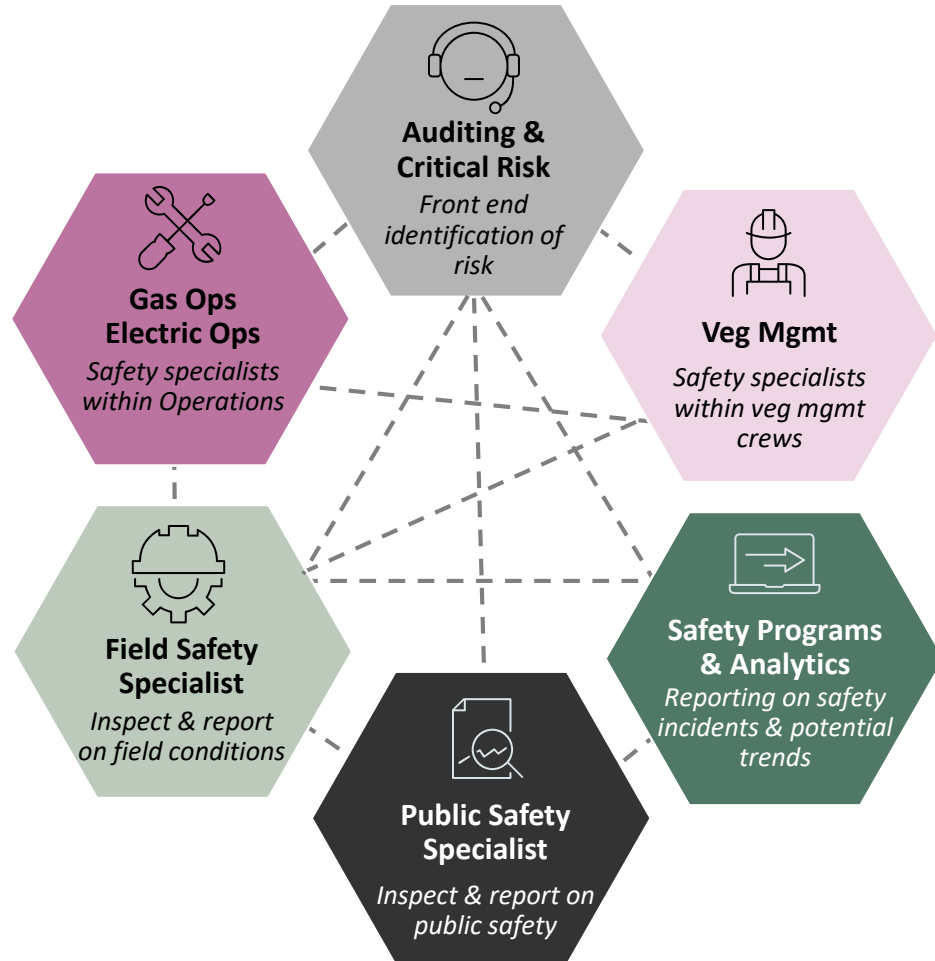 Auditing &
Critical Risk
Front end
identification of
risk
Gas Ops
Electric Ops
Safety specialists
within Operations
Veg Mgmt
Safety specialists
within veg mgmt
crews
Field Safety
Specialist
Inspect & report
on field conditions
Safety Programs
& Analytics
Reporting on safety
incidents & potential
trends
Public Safety
Specialist
Inspect & report on
public safety